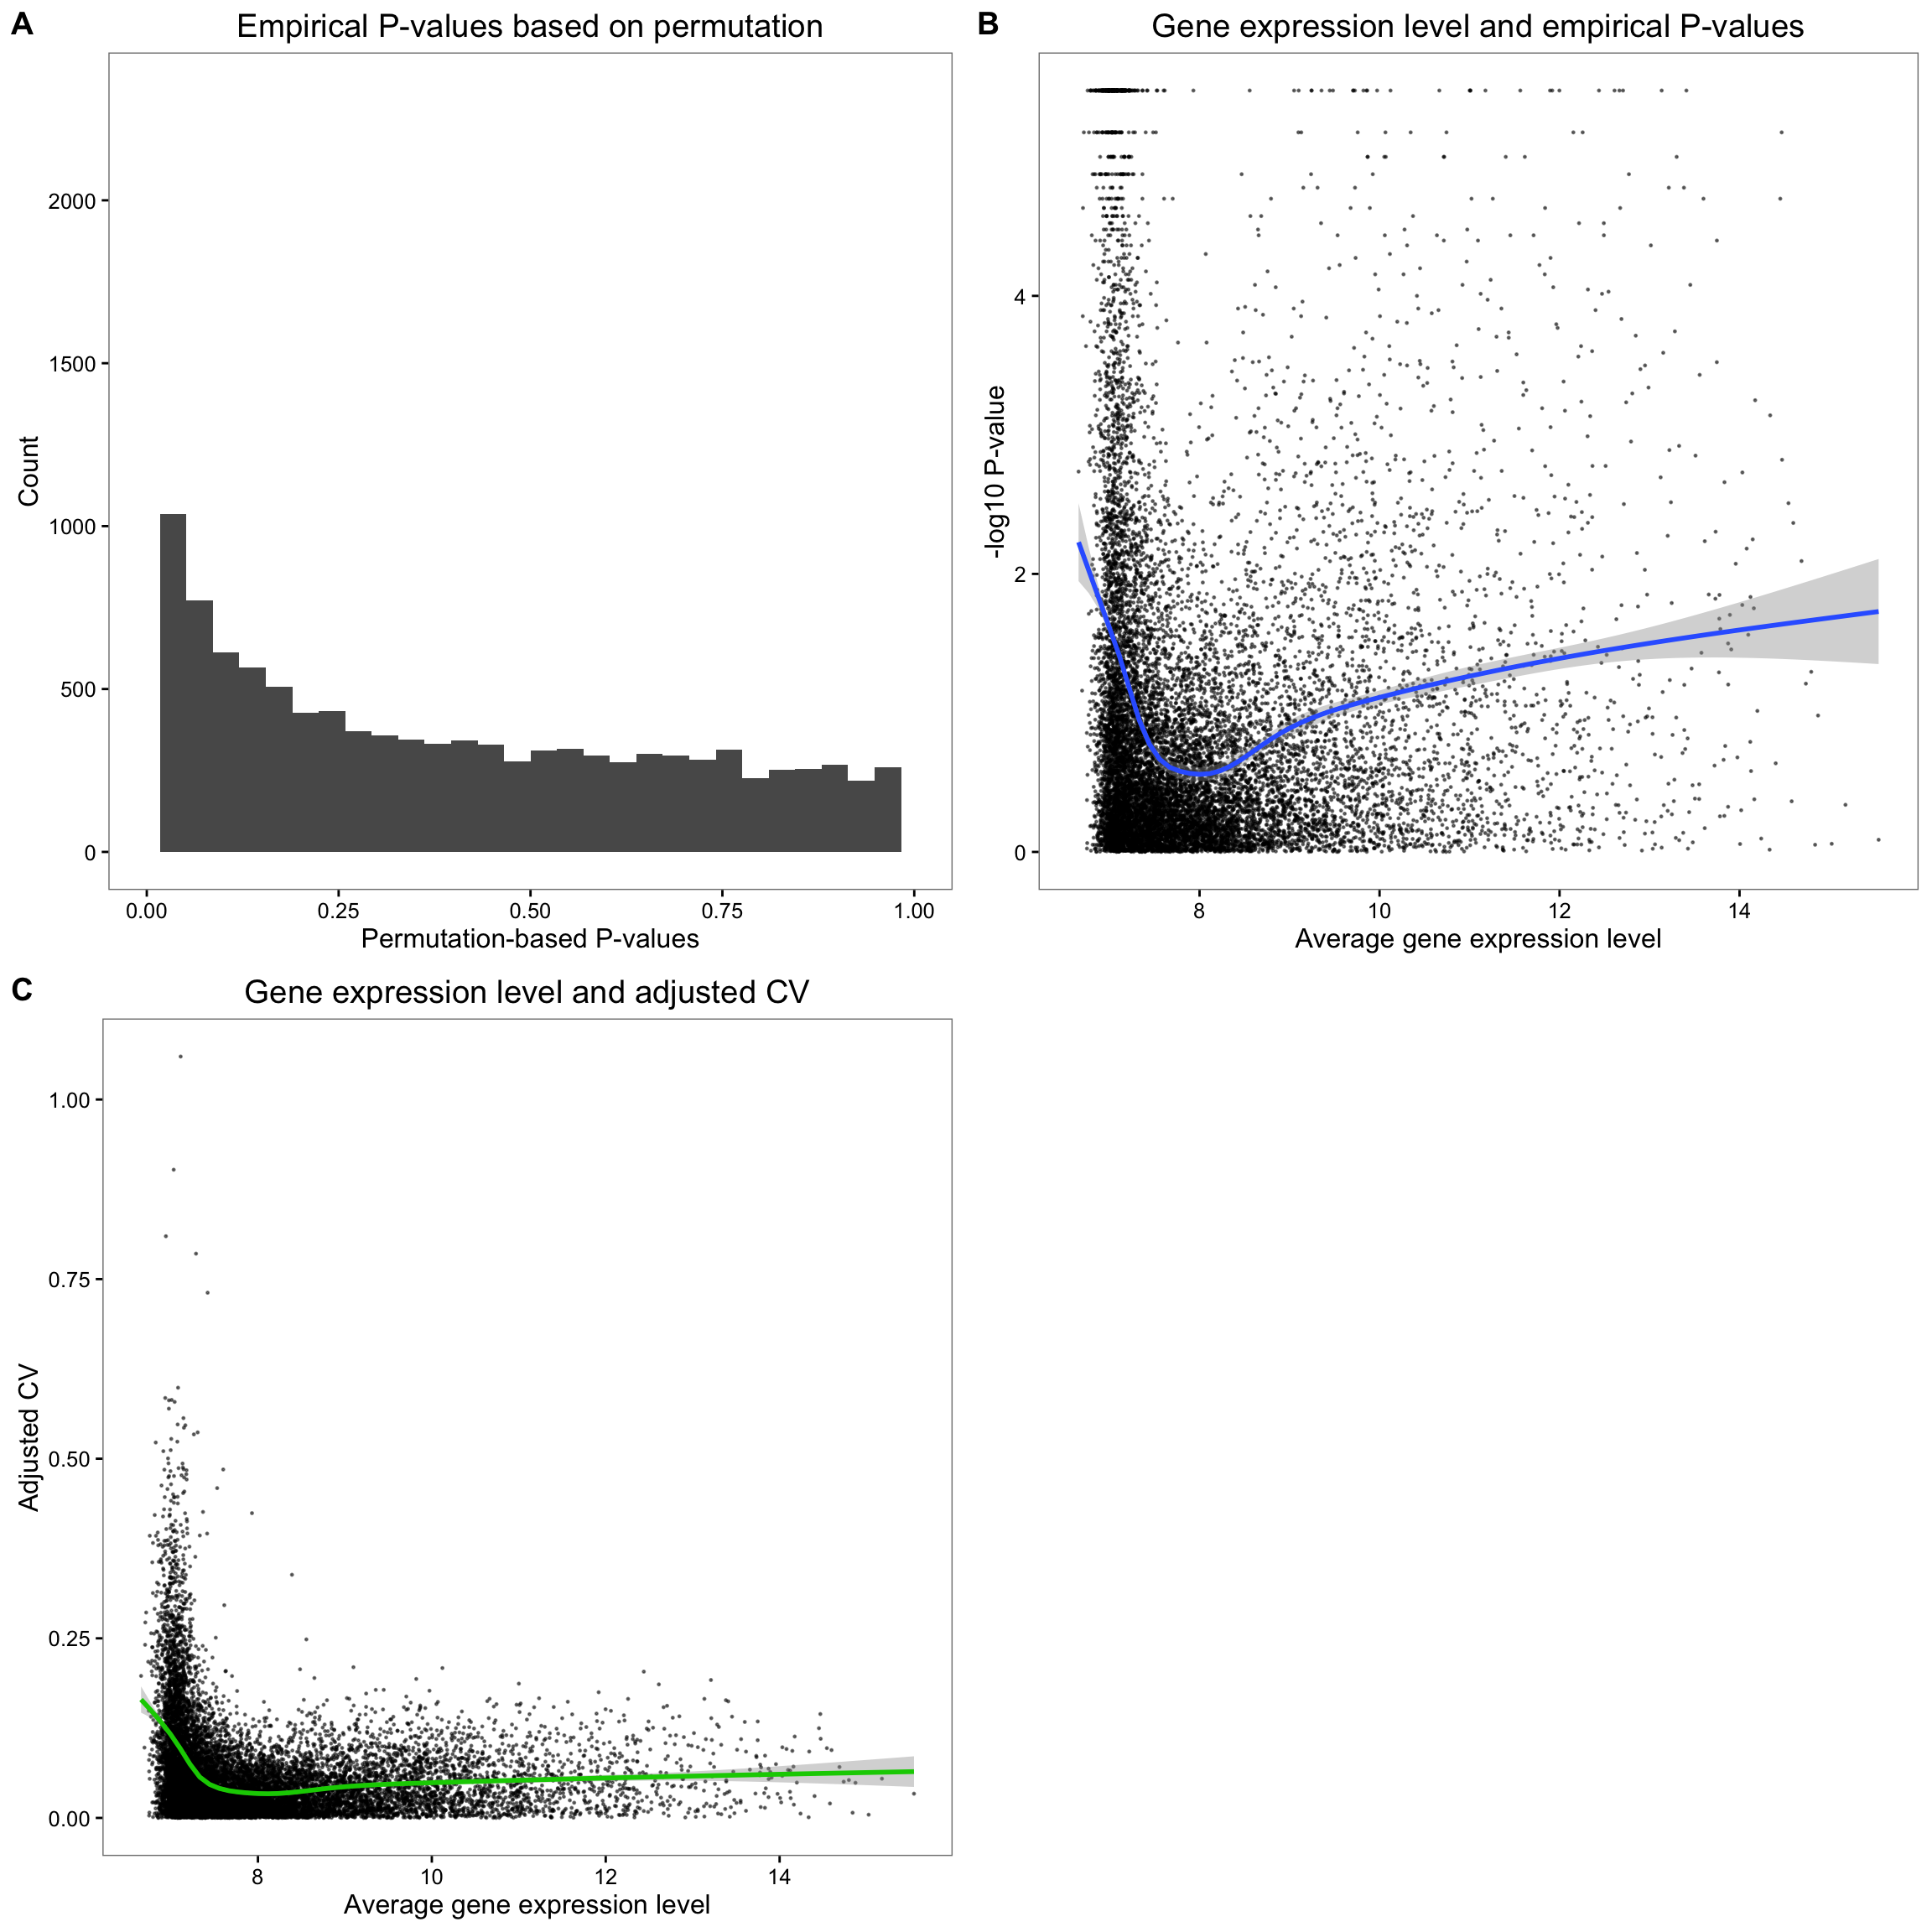 A
Empirical P-values based on permutation
Count
2000
1500
1000
500
0
0.00 0.25 0.50 0.75 1.00
Permutation-based P-values
B
Gene expression level and empirical P-values
-log10 P-value
4
2
0
8 10 12 14
Average gene expression level
C
Gene expression level and adjusted CV
Adjusted CV
1.00
0.75
0.50
0.25
0.00
8 10 12 14
Average gene expression level